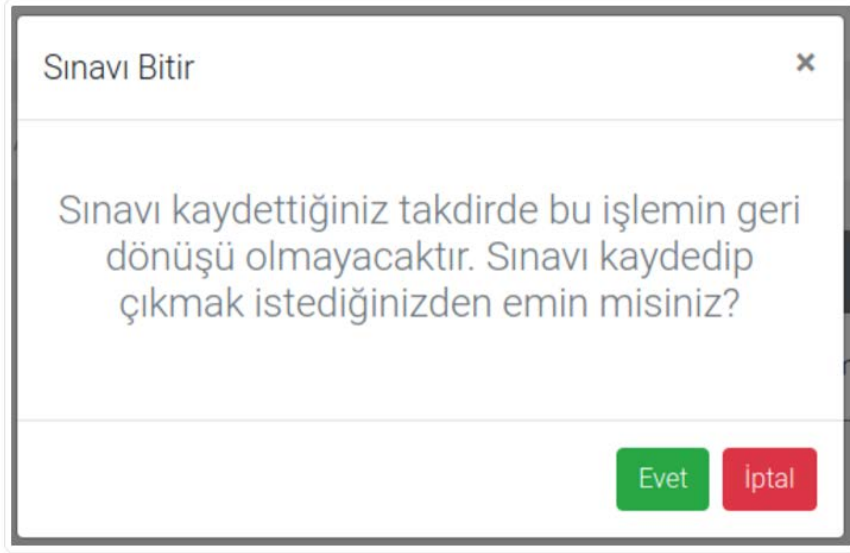 Sınavı Bitir ×
Sınavı kaydettiğiniz takdirde bu işlemin geri
dönüşü olmayacaktır. Sınavı kaydedip
çıkmak istediğinizden emin misiniz?
Evet İptal